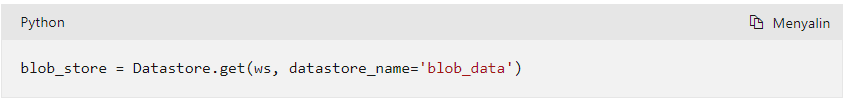 Python
Menyalin
blob_store = Datastore.get(ws, datastore_name='blob_data')